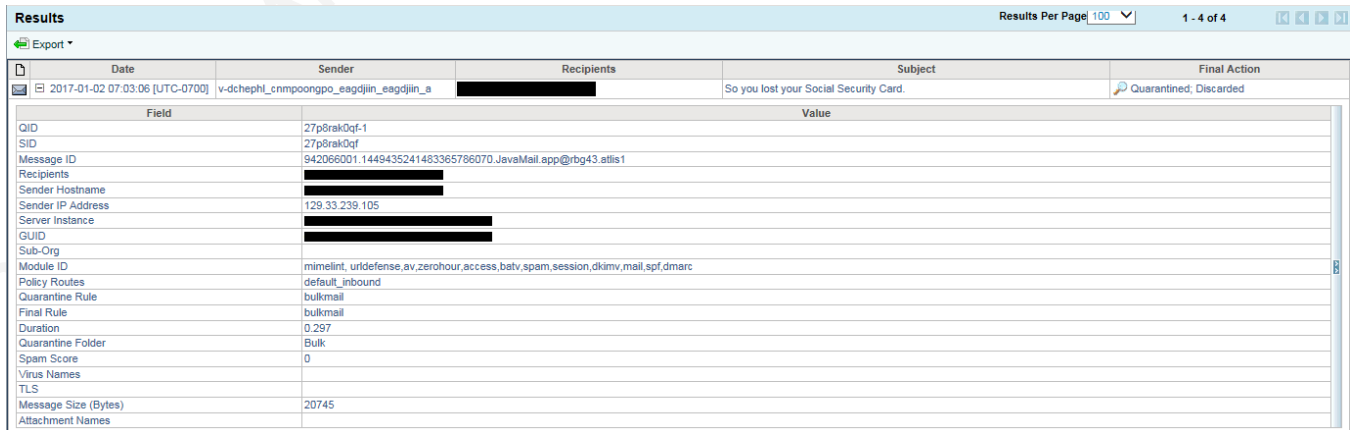 Results Results Per Page 100 1 - 4 of 4
Export
Date Sender Recipients Subject Final Action
2017-01-02 07:03:06 [UTC-0700] v-dchephl_cnmpoongpo_eagdjiin_eagdjiin_a So you lost your Social Security Card. Quarantined; Discarded
Field Value
QID 27p8rak0qf-1
SID 27p8rak0qf
Message ID 942066001.1449435241483365786070.JavaMail.app@rbg43.atlis1
Recipients
Sender Hostname
Sender IP Address 129.33.239.105
Server Instance
GUID
Sub-Org
Module ID mimelint, urldefense,av,zerohour,access,batv,spam,session,dkimv,mail,spf,dmarc
Policy Routes default_inbound
Quarantine Rule bulkmail
Final Rule bulkmail
Duration 0.297
Quarantine Folder Bulk
Spam Score 0
Virus Names
TLS
Message Size (Bytes) 20745
Attachment Names